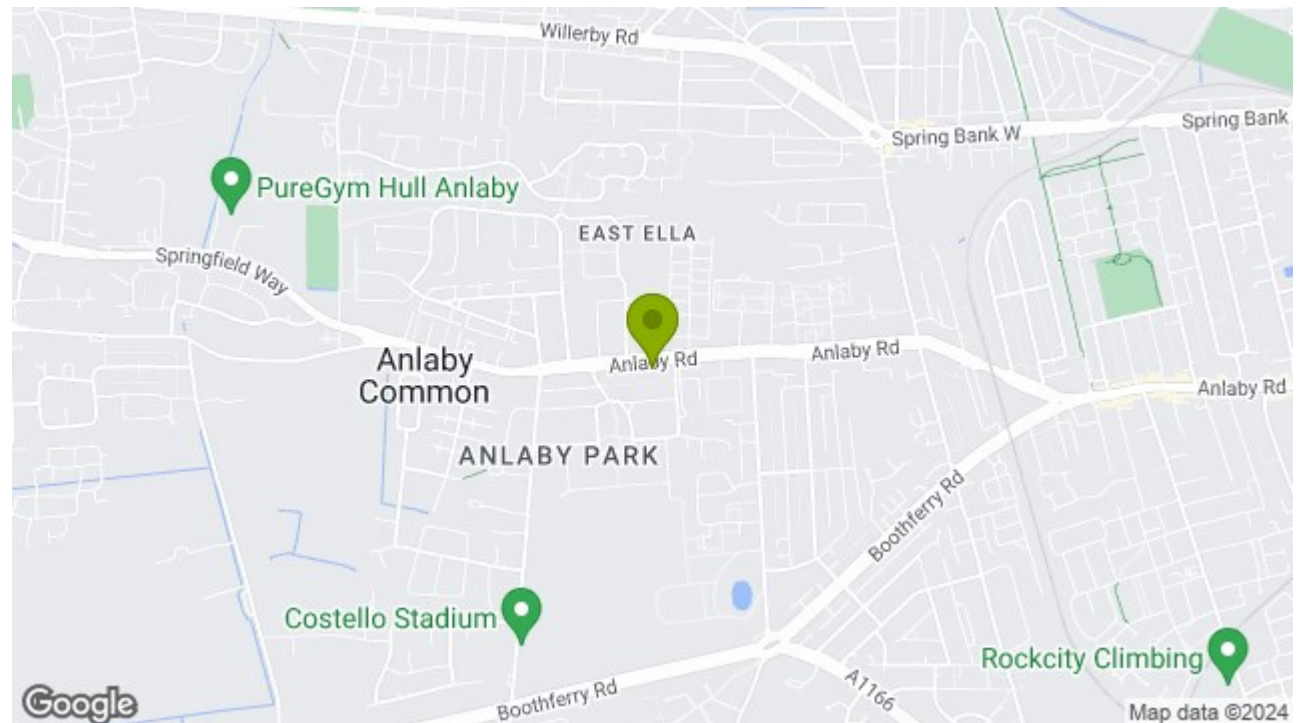 Willerby Rd
Spring Bank W
Spring Bank
PureGym Hull Anlaby
EAST ELLA
Springfield Way
Anlaby
Common
Anlaby Rd
Anlaby Rd
Anlaby Rd
ANLABY PARK
Boothferry Rd
Costello Stadium
Rockcity Climbing
A1166
Boothferry Rd
Google
Map data ©2024